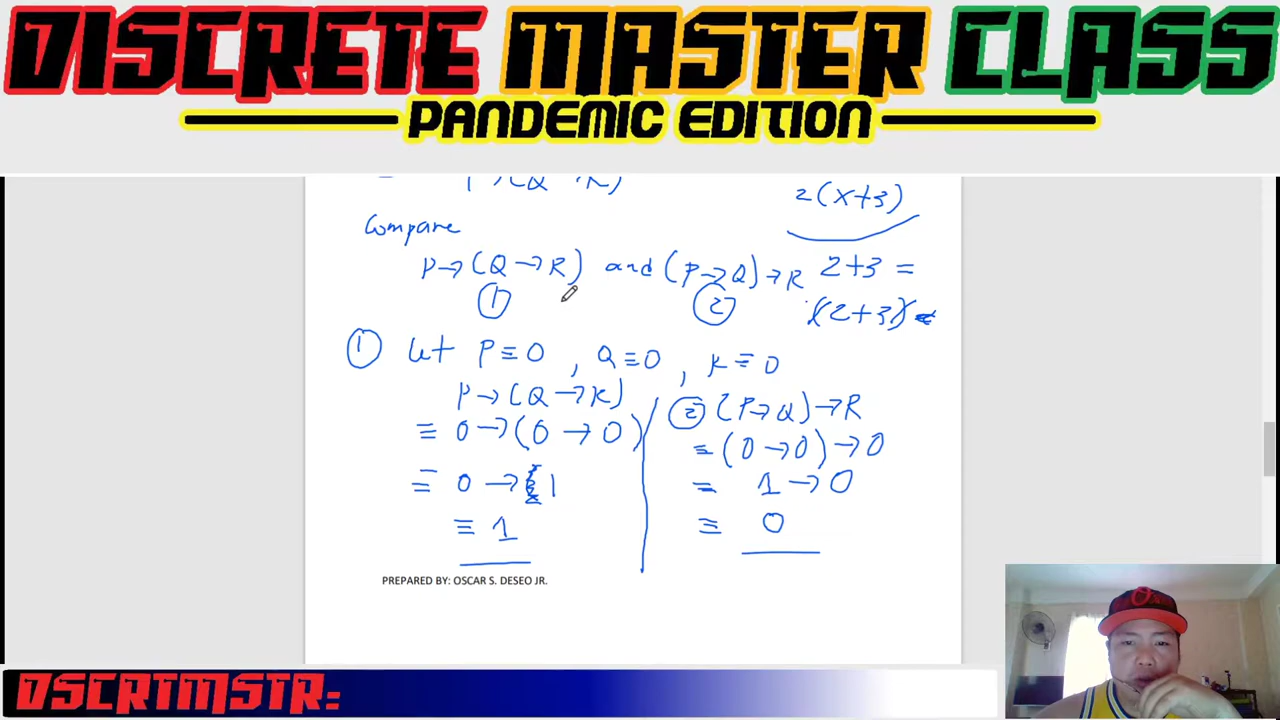 DISCRETE MASTER CLASS
PANDEMIC EDITION
P→(Q→R)
2(x+3)
Compare
P→(Q→R) and (P→Q)→R
① ②
2+3 =
(2+3)
① Let P≡0 , Q≡0 , R≡0
P→(Q→R)
≡ 0→(0→0)
≡ 0→1
≡ 1
② (P→Q)→R
≡(0→0)→0
≡ 1→0
≡ 0
PREPARED BY: OSCAR S. DESEO JR.
DSCRTMSTR: